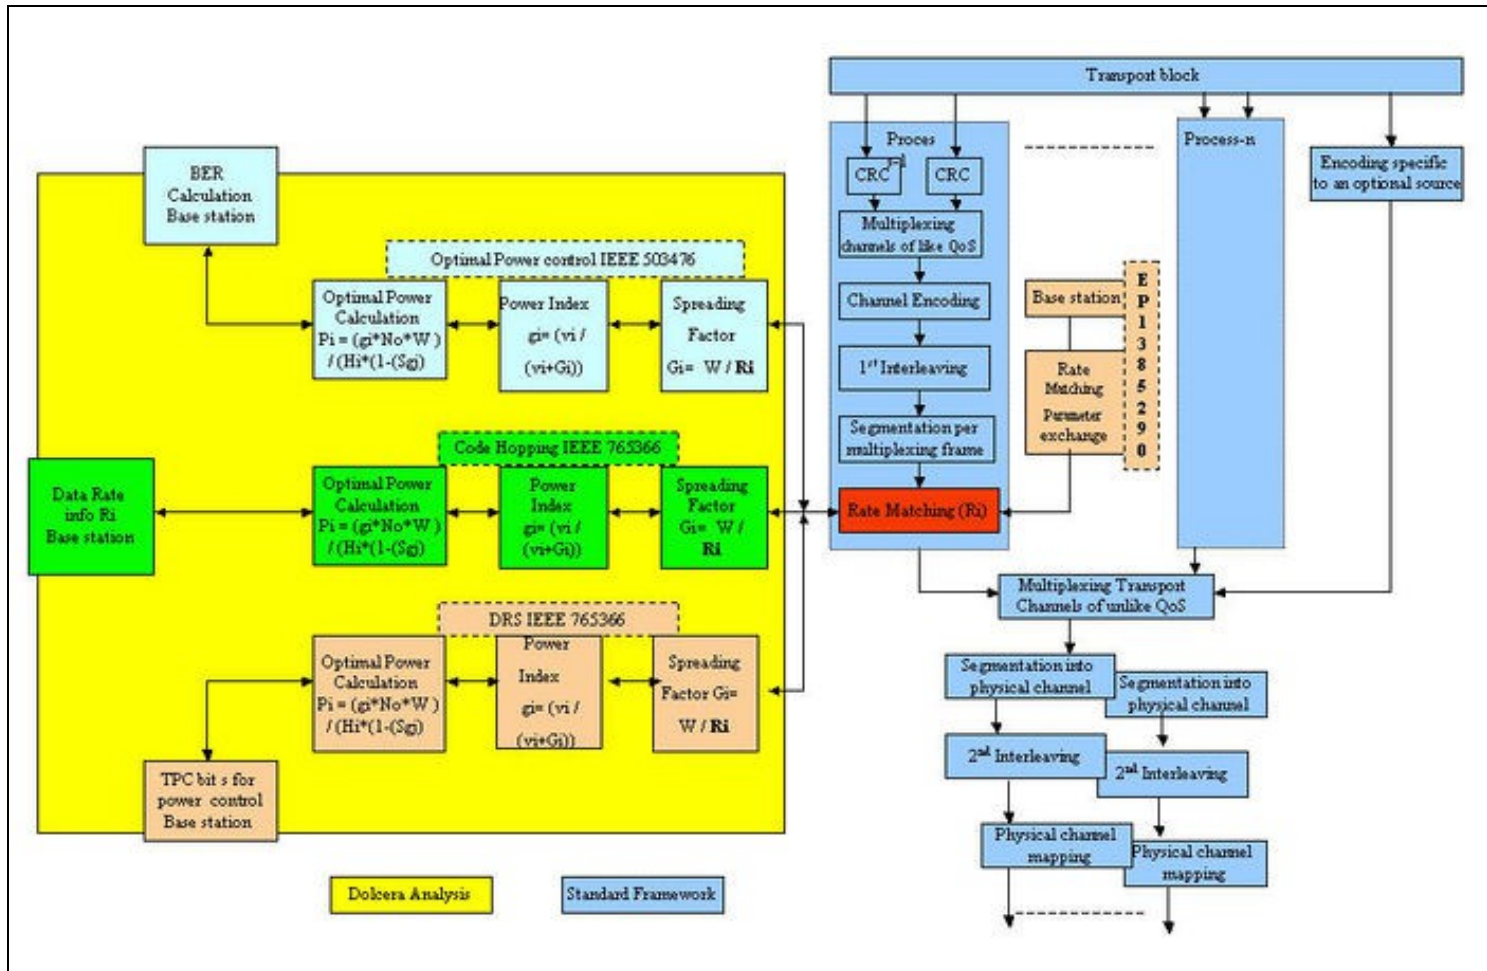 Transport block
Proces
s-1
CRC
CRC
Multiplexing
channels of like QoS
Channel Encoding
1st Interleaving
Segmentation per
multiplexing frame
Rate Matching (Ri)
Base station
Rate
Matching
Parameter
exchange
E
P
1
3
8
5
2
9
0
Process-n
Encoding specific
to an optional source
BER
Calculation
Base station
Optimal Power control IEEE 503476
Optimal Power
Calculation
Pi = (gi*No*W )
/ (Hi*(1-(Sgj)
Power Index
gi= (vi /
(vi+Gi))
Spreading
Factor
Gi= W / Ri
Data Rate
info Ri
Base station
Code Hopping IEEE 765366
Optimal Power
Calculation
Pi = (gi*No*W )
/ (Hi*(1-(Sgj)
Power
Index
gi= (vi /
(vi+Gi))
Spreading
Factor
Gi= W /
Ri
DRS IEEE 765366
Optimal Power
Calculation
Pi = (gi*No*W )
/ (Hi*(1-(Sgj)
Power
Index
gi= (vi /
(vi+Gi))
Spreading
Factor Gi=
W / Ri
TPC bit s for
power control
Base station
Multiplexing Transport
Channels of unlike QoS
Segmentation into
physical channel
Segmentation into
physical channel
2nd Interleaving
2nd Interleaving
Physical channel
mapping
Physical channel
mapping
Dolcera Analysis
Standard Framework